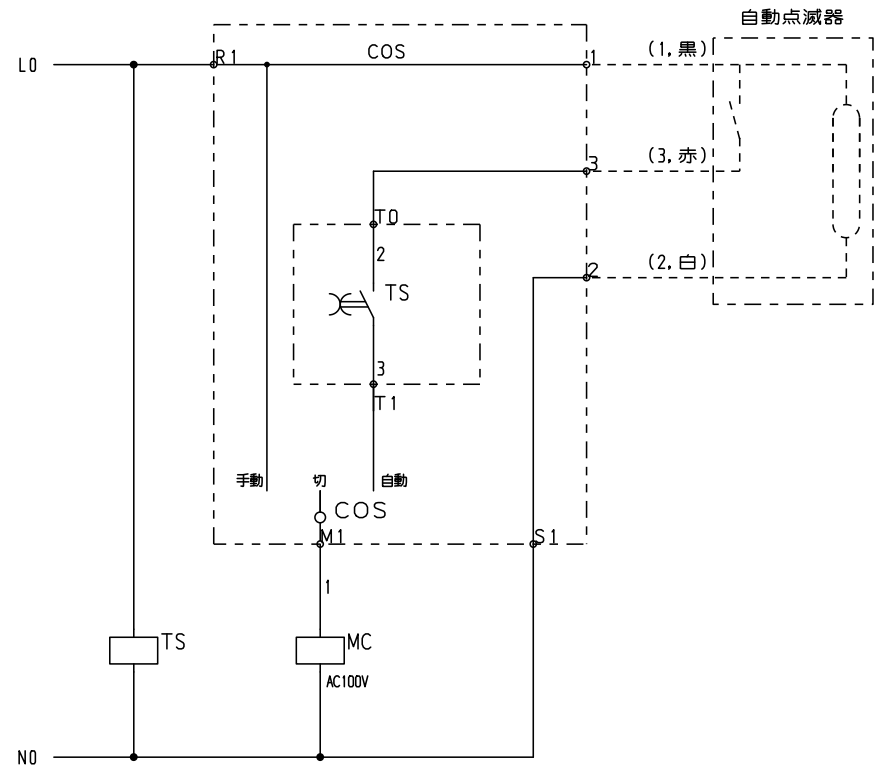 自動点滅器
L0
R1
COS
1
(1,黒)
3
(3,赤)
T0
2
2
(2,白)
TS
3
T1
手動
切
自動
COS
M1
S1
1
TS
MC
AC100V
N0